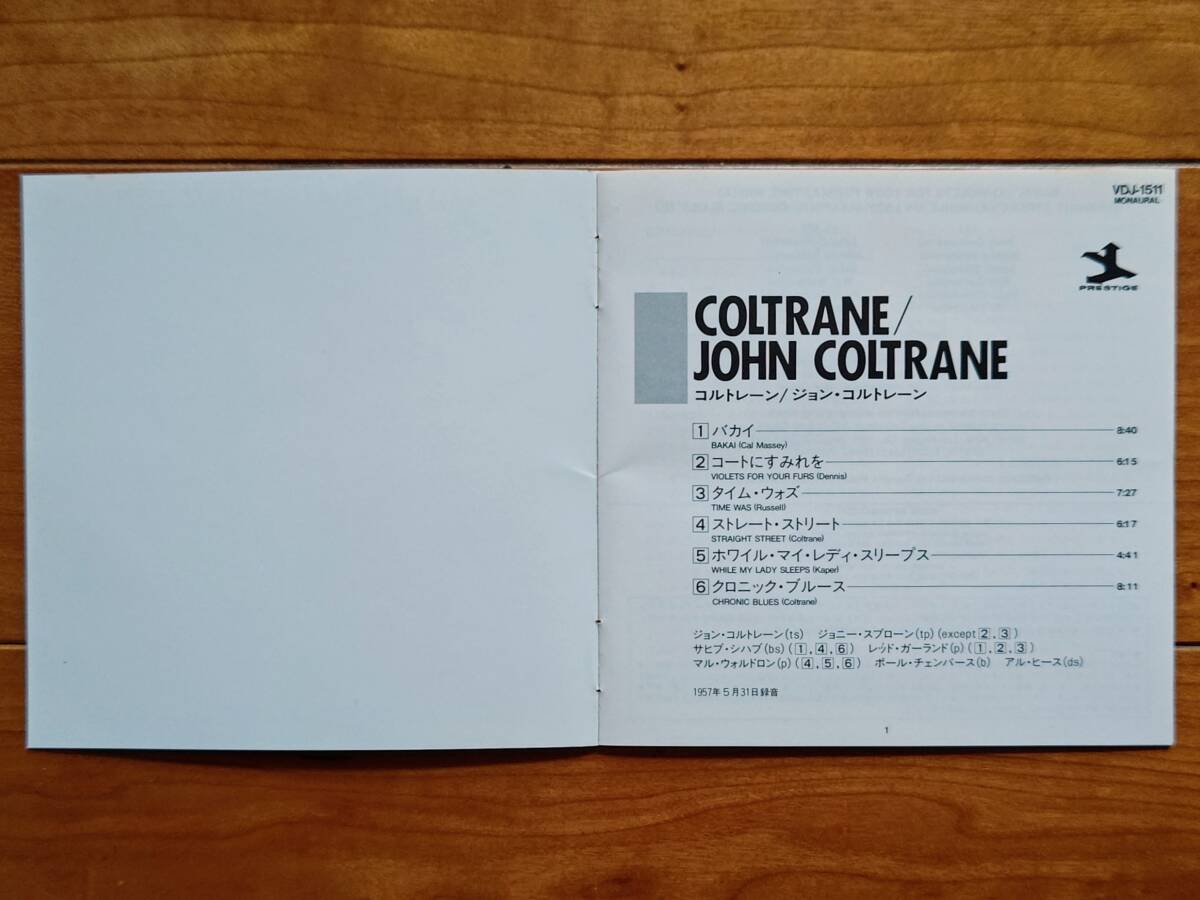 VDJ-1511
MONAURAL
PRESTIGE
COLTRANE/
JOHN COLTRANE
コルトレーン/ジョン・コルトレーン
1 バカイ 8:40
BAKAI (Cal Massey)
2 コートにすみれを 6:15
VIOLETS FOR YOUR FURS (Dennis)
3 タイム・ウォズ 7:27
TIME WAS (Russell)
4 ストレート・ストリート 6:17
STRAIGHT STREET (Coltrane)
5 ホワイル・マイ・レディ・スリープス 4:41
WHILE MY LADY SLEEPS (Kaper)
6 クロニック・ブルース 8:11
CHRONIC BLUES (Coltrane)
ジョン・コルトレーン(ts) ジョニー・スプローン(tp) (except 2, 3)
サヒブ・シハブ(bs) (1, 4, 6) レッド・ガーランド(p) (1, 2, 3)
マル・ウォルドロン(p) (4, 5, 6) ポール・チェンバース(b) アル・ヒース(ds)
1957年5月31日録音
1